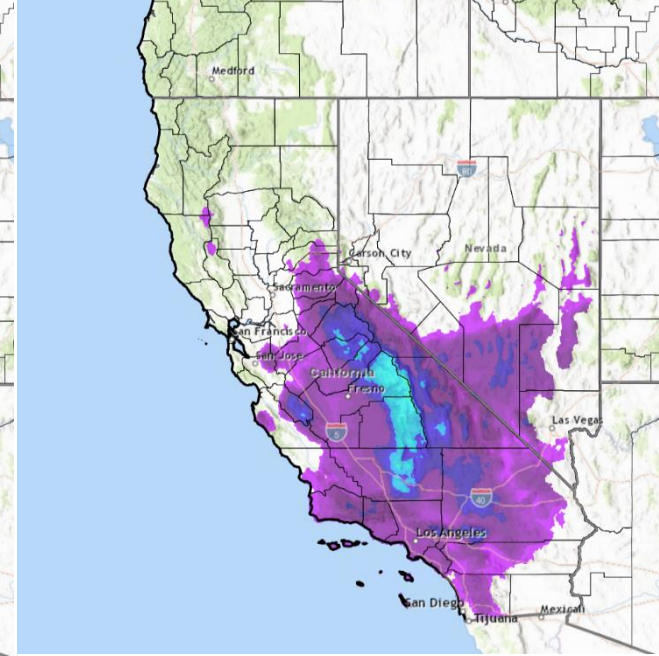 Medford
80
Carson City
Nevada
Sacramento
San Francisco
San Jose
California
Fresno
Las Vegas
5
40
Los Angeles
San Diego
Mexicali
Tijuana